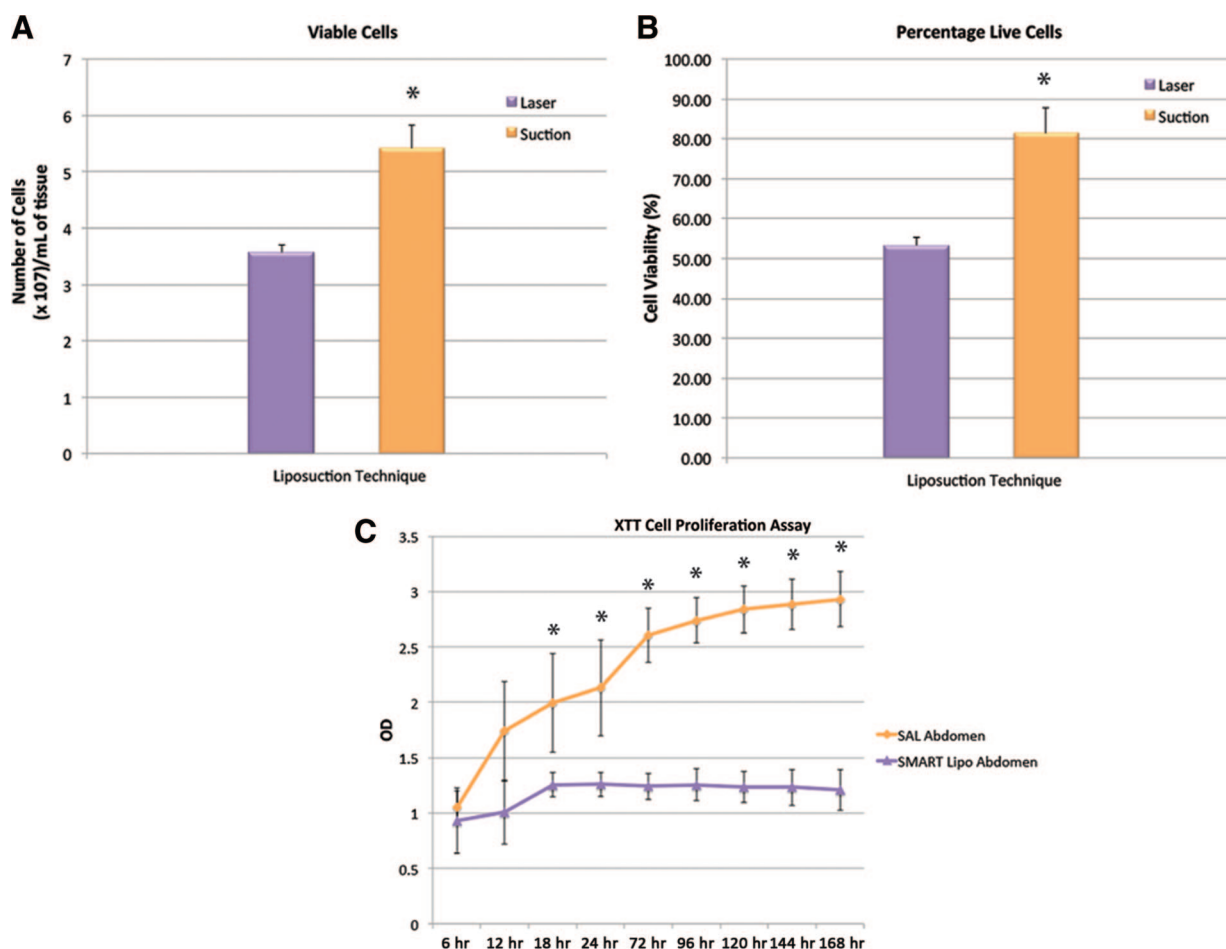 A
Viable Cells
7
6
5
4
3
2
1
0
Number of Cells
(x 107)/mL of tissue
*
Laser
Suction
Liposuction Technique
B
Percentage Live Cells
100.00
90.00
80.00
70.00
60.00
50.00
40.00
30.00
20.00
10.00
0.00
Cell Viability (%)
*
Laser
Suction
Liposuction Technique
C
XTT Cell Proliferation Assay
3.5
3
2.5
2
1.5
1
0.5
0
OD
* * * * * * *
SAL Abdomen
SMART Lipo Abdomen
6 hr 12 hr 18 hr 24 hr 72 hr 96 hr 120 hr 144 hr 168 hr